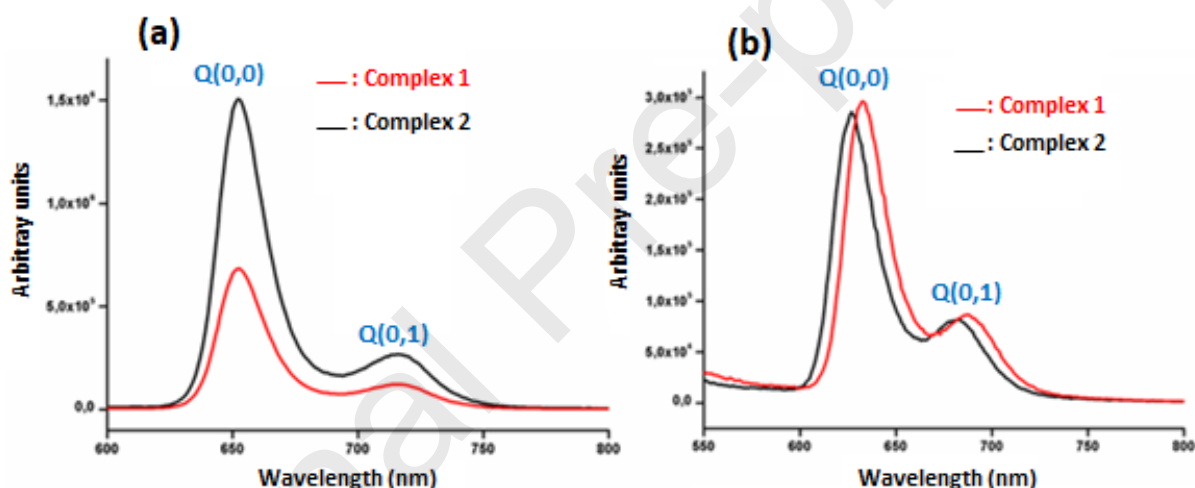 (a)
Q(0,0)
— : Complex 1
— : Complex 2
Q(0,1)
1,5x10⁶
1,0x10⁶
5,0x10⁵
0,0
Arbitray units
600 650 700 750 800
Wavelength (nm)
(b)
Q(0,0)
— : Complex 1
— : Complex 2
Q(0,1)
3,0x10⁵
2,5x10⁵
2,0x10⁵
1,5x10⁵
1,0x10⁵
5,0x10⁴
0,0
Arbitray units
550 600 650 700 750 800
Wavelength (nm)
nal Pre-p